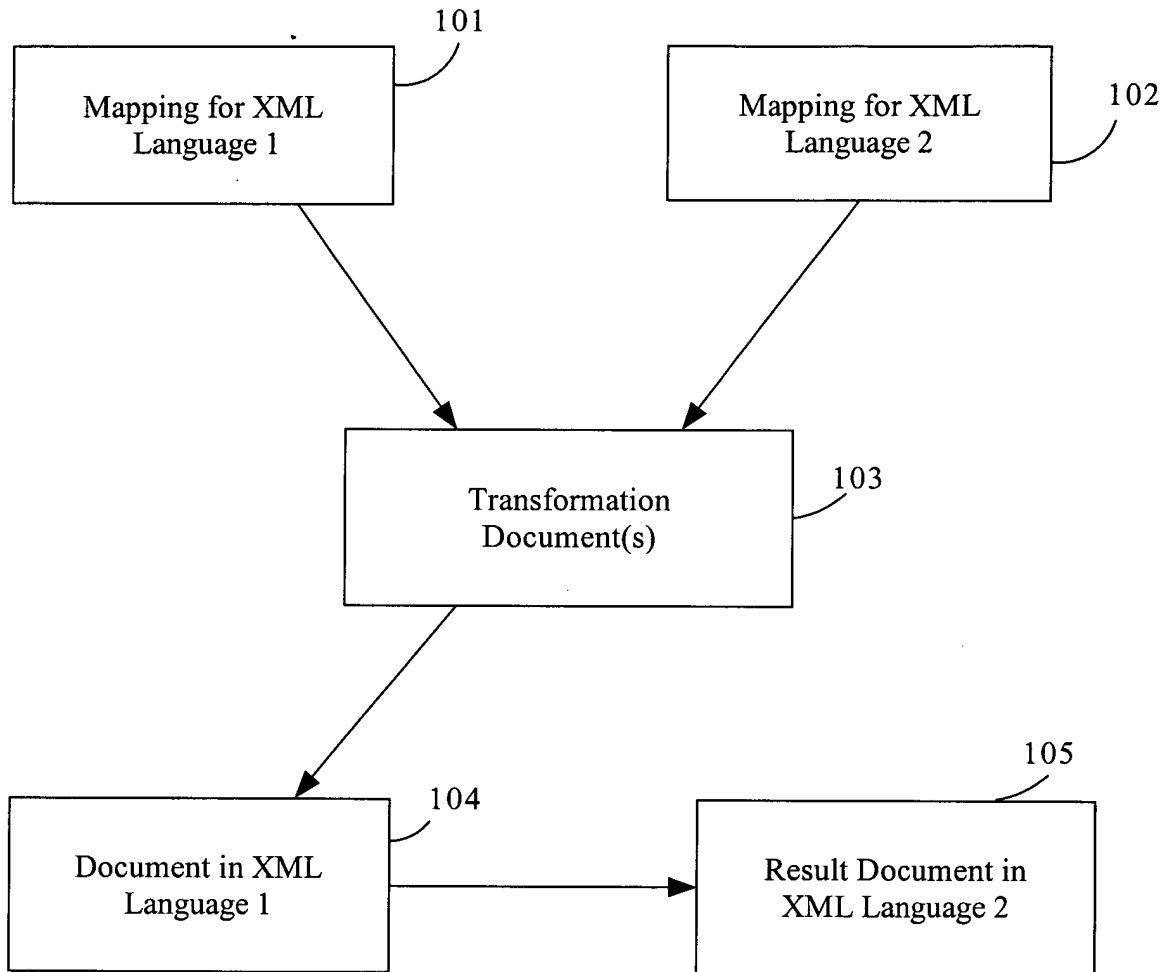 101
Mapping for XML
Language 1
102
Mapping for XML
Language 2
103
Transformation
Document(s)
104
Document in XML
Language 1
105
Result Document in
XML Language 2